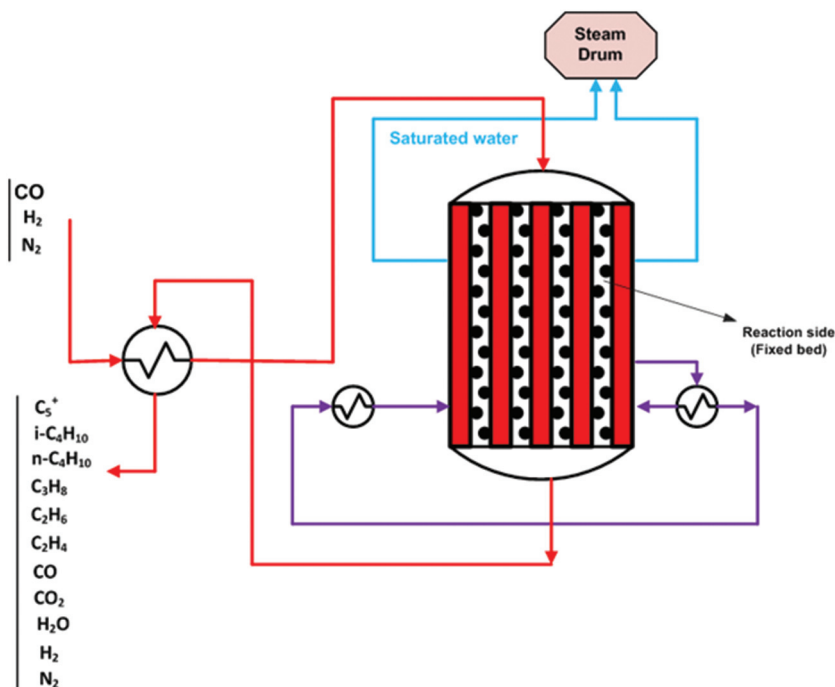 Steam
Drum
Saturated water
CO
H₂
N₂
Reaction side
(Fixed bed)
C₅⁺
i-C₄H₁₀
n-C₄H₁₀
C₃H₈
C₂H₆
C₂H₄
CO
CO₂
H₂O
H₂
N₂